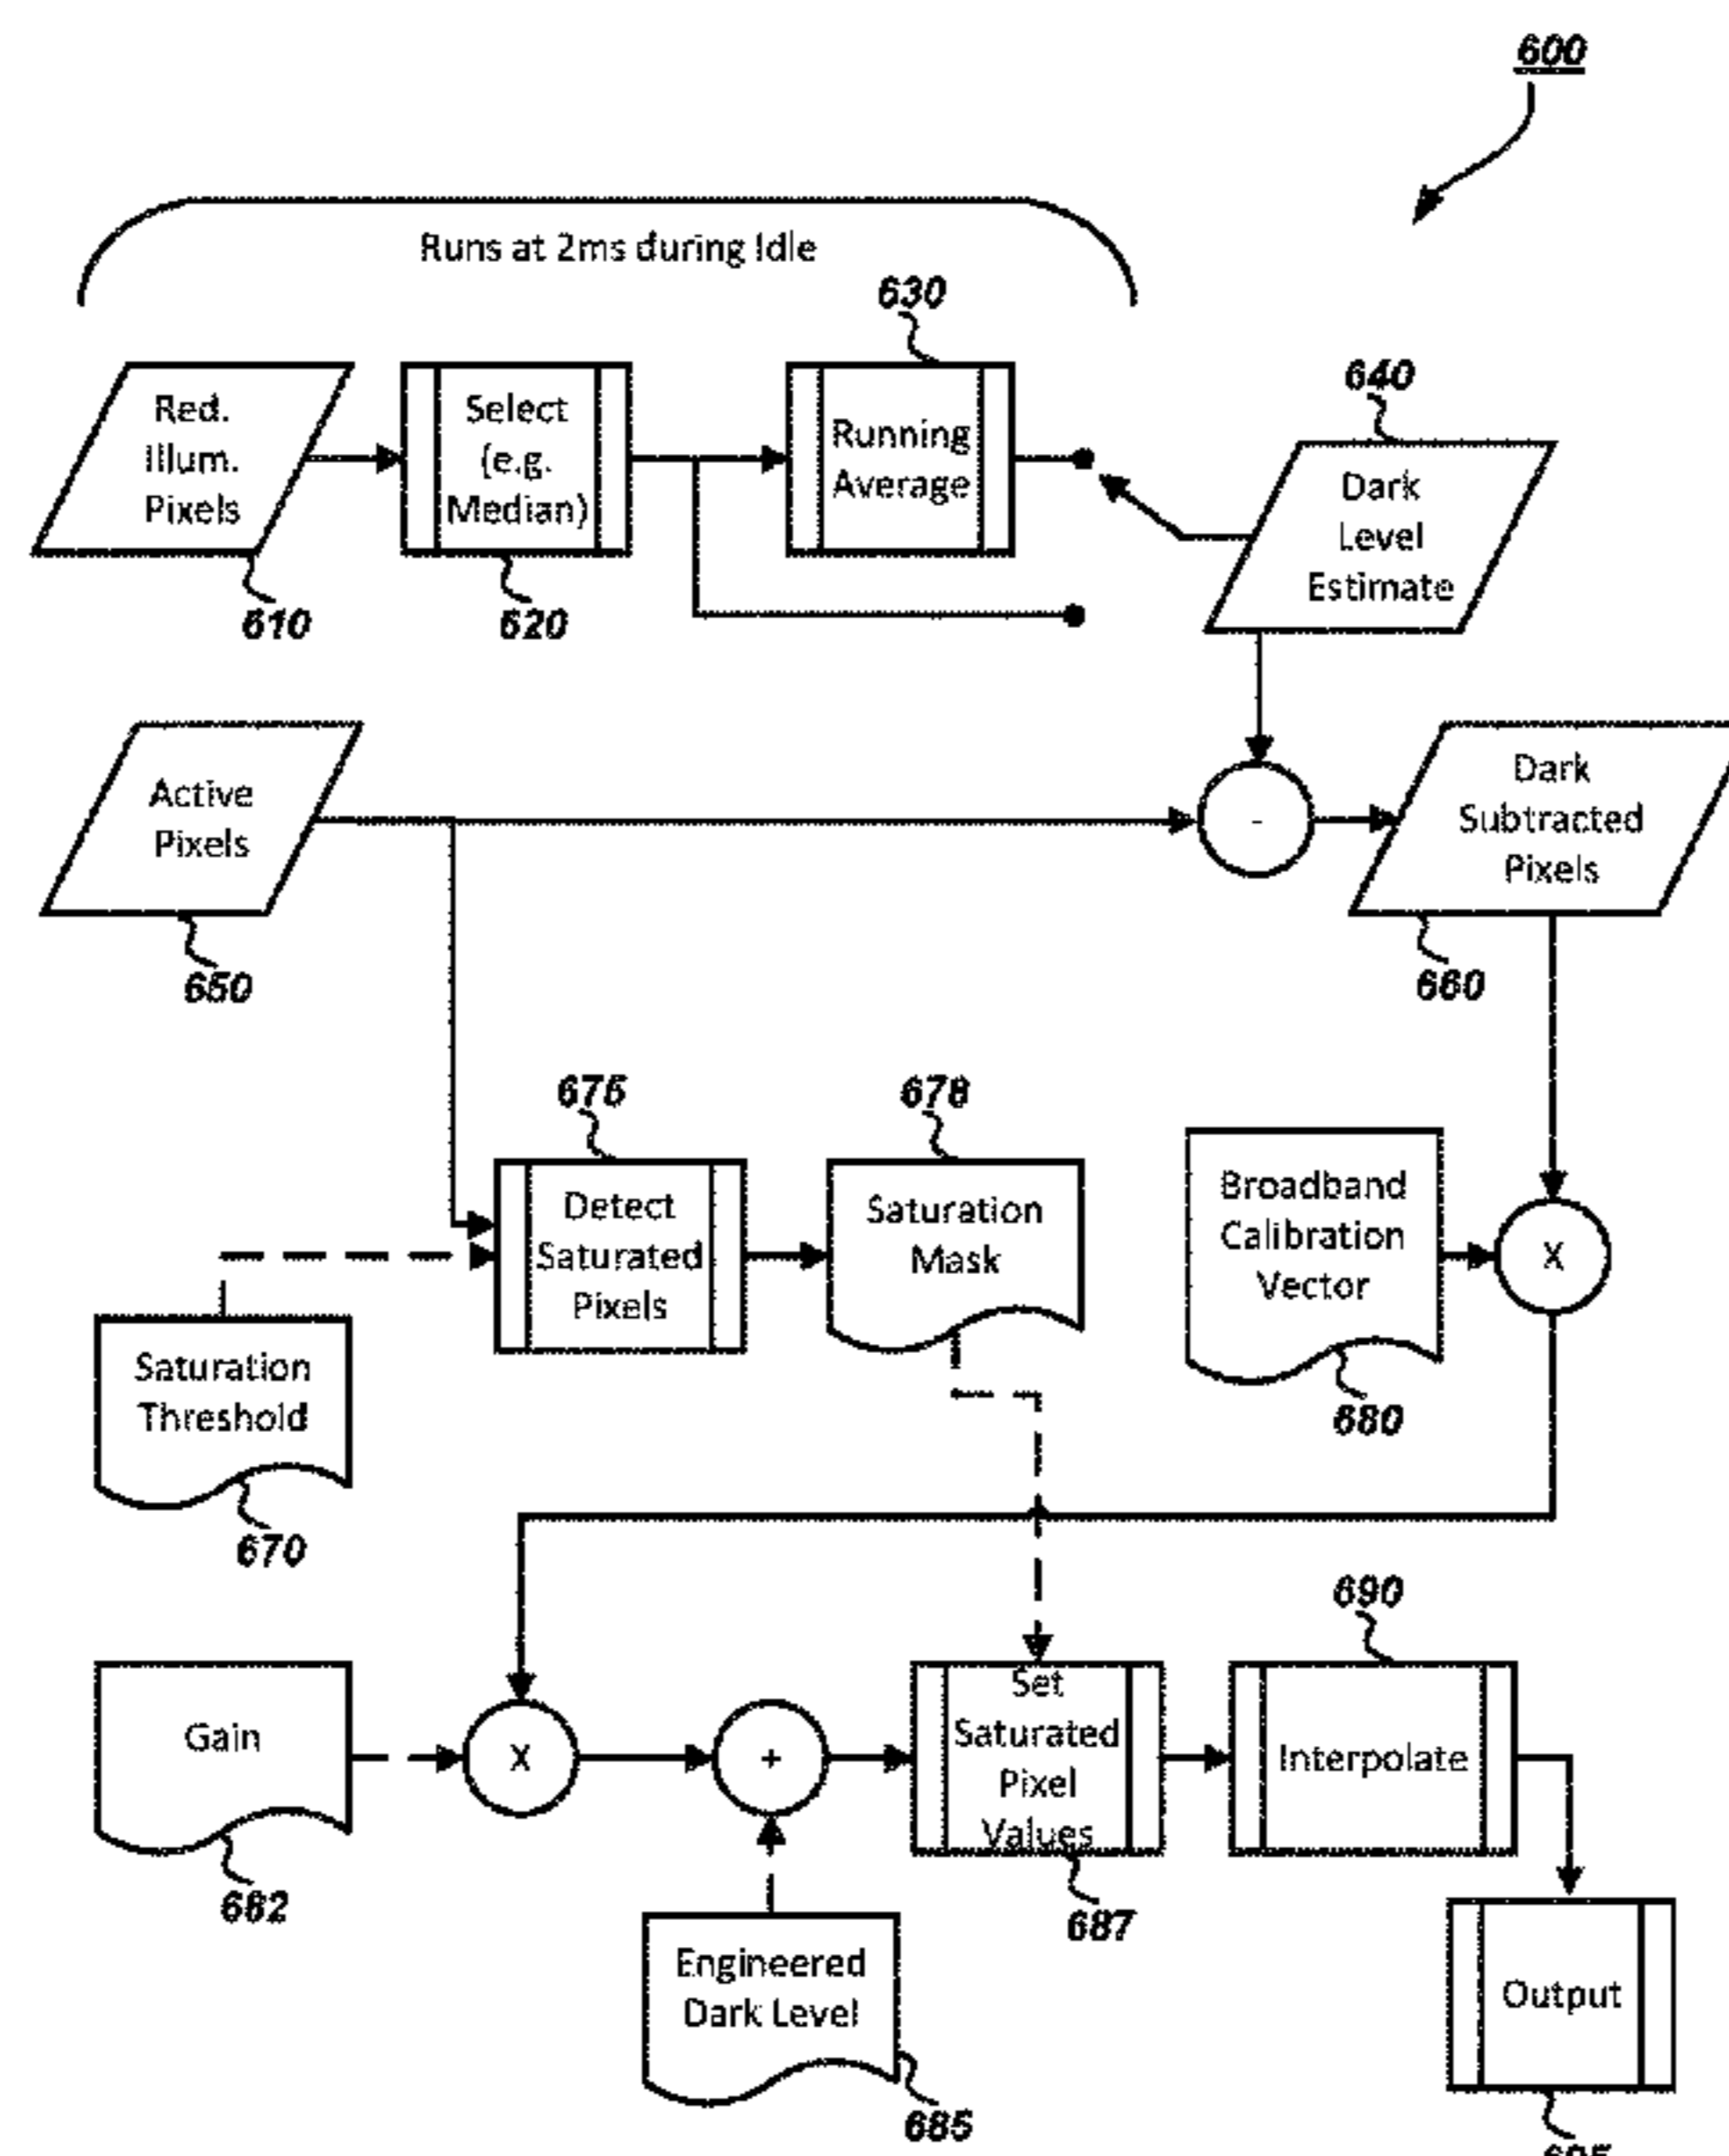 600
Runs at 2ms during Idle
630
640
Red.
Illum.
Pixels
Select
(e.g.
Median)
Running
Average
Dark
Level
Estimate
610
620
Active
Pixels
-
Dark
Subtracted
Pixels
650
660
675
678
Detect
Saturated
Pixels
Saturation
Mask
Broadband
Calibration
Vector
X
Saturation
Threshold
680
670
690
Gain
X
+
Set
Saturated
Pixel
Values
Interpolate
682
687
Engineered
Dark Level
Output
685